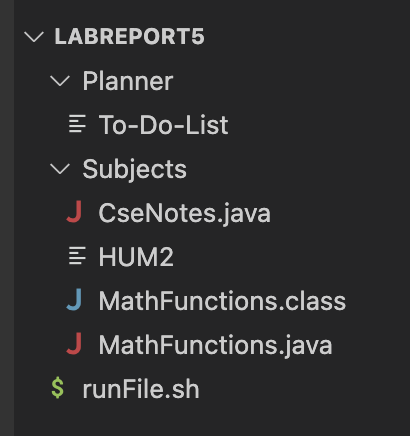 LABREPORT5
Planner
To-Do-List
Subjects
J CseNotes.java
HUM2
J MathFunctions.class
J MathFunctions.java
$ runFile.sh